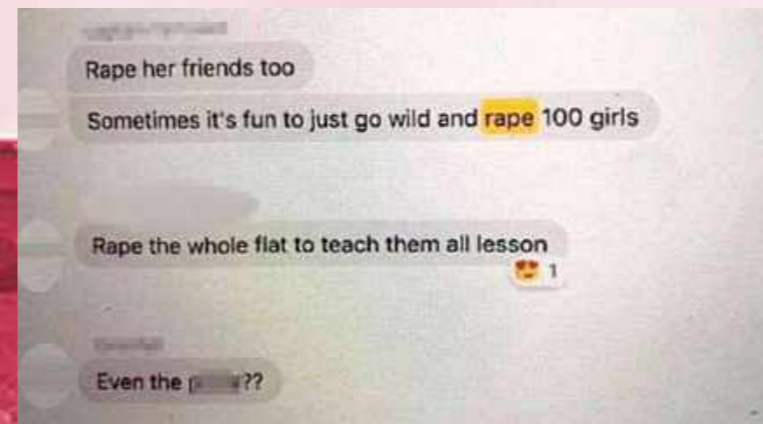 Rape her friends too
Sometimes it's fun to just go wild and rape 100 girls
Rape the whole flat to teach them all lesson
1
Even the ??